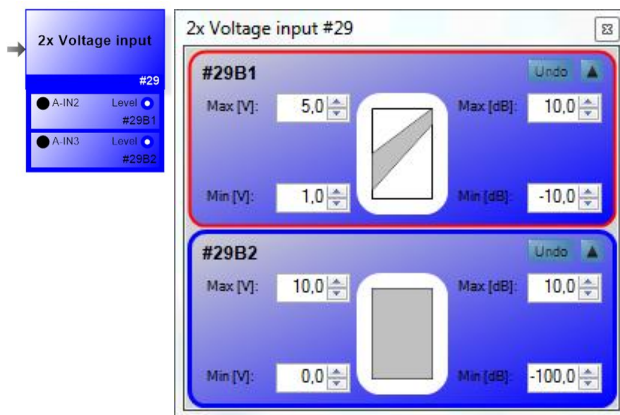 2x Voltage input
#29
A-IN2 Level
#29B1
A-IN3 Level
#29B2
2x Voltage input #29
#29B1 Undo
Max [V]: 5,0 Max [dB]: 10,0
Min [V]: 1,0 Min [dB]: -10,0
#29B2 Undo
Max [V]: 10,0 Max [dB]: 10,0
Min [V]: 0,0 Min [dB]: -100,0